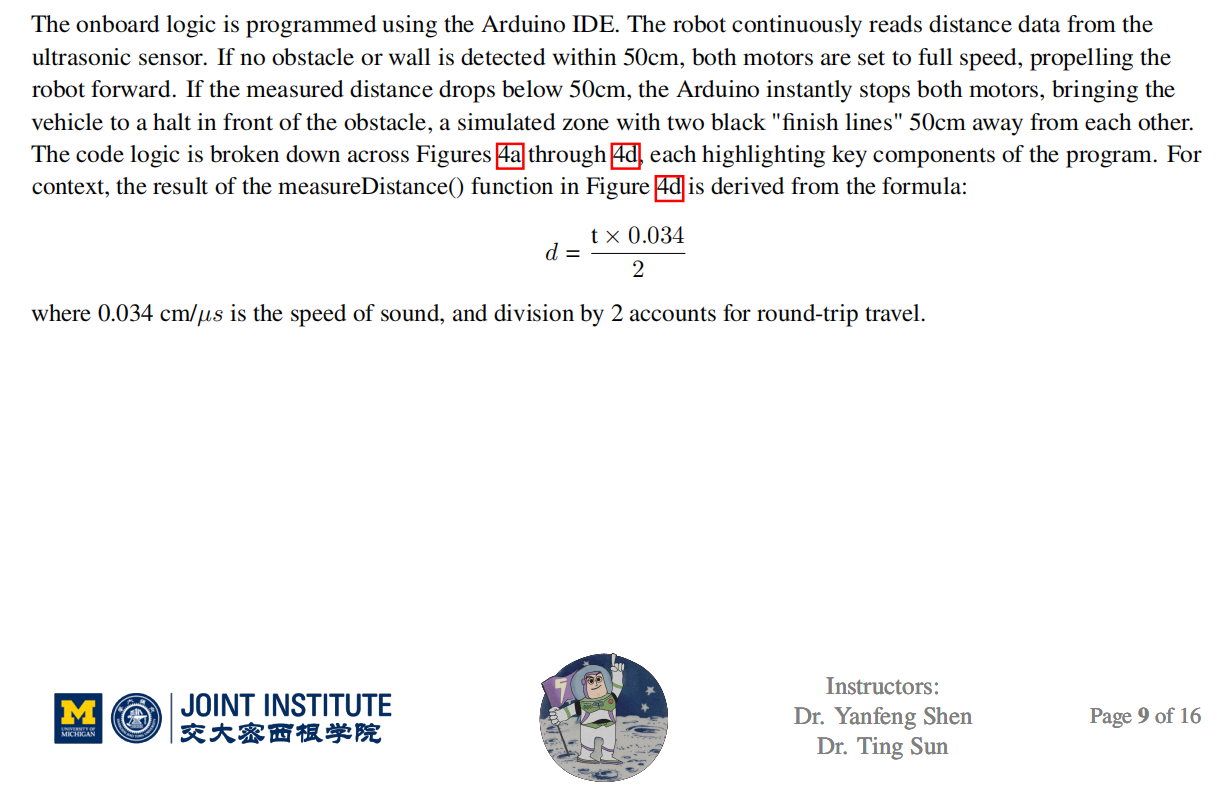 The onboard logic is programmed using the Arduino IDE. The robot continuously reads distance data from the
ultrasonic sensor. If no obstacle or wall is detected within 50cm, both motors are set to full speed, propelling the
robot forward. If the measured distance drops below 50cm, the Arduino instantly stops both motors, bringing the
vehicle to a halt in front of the obstacle, a simulated zone with two black "finish lines" 50cm away from each other.
The code logic is broken down across Figures 4a through 4d, each highlighting key components of the program. For
context, the result of the measureDistance() function in Figure 4d is derived from the formula:
d = t × 0.034
2
where 0.034 cm/μs is the speed of sound, and division by 2 accounts for round-trip travel.
M
UNIVERSITY OF
MICHIGAN
JOINT INSTITUTE
交大密西根学院
7
Instructors:
Dr. Yanfeng Shen
Dr. Ting Sun
Page 9 of 16